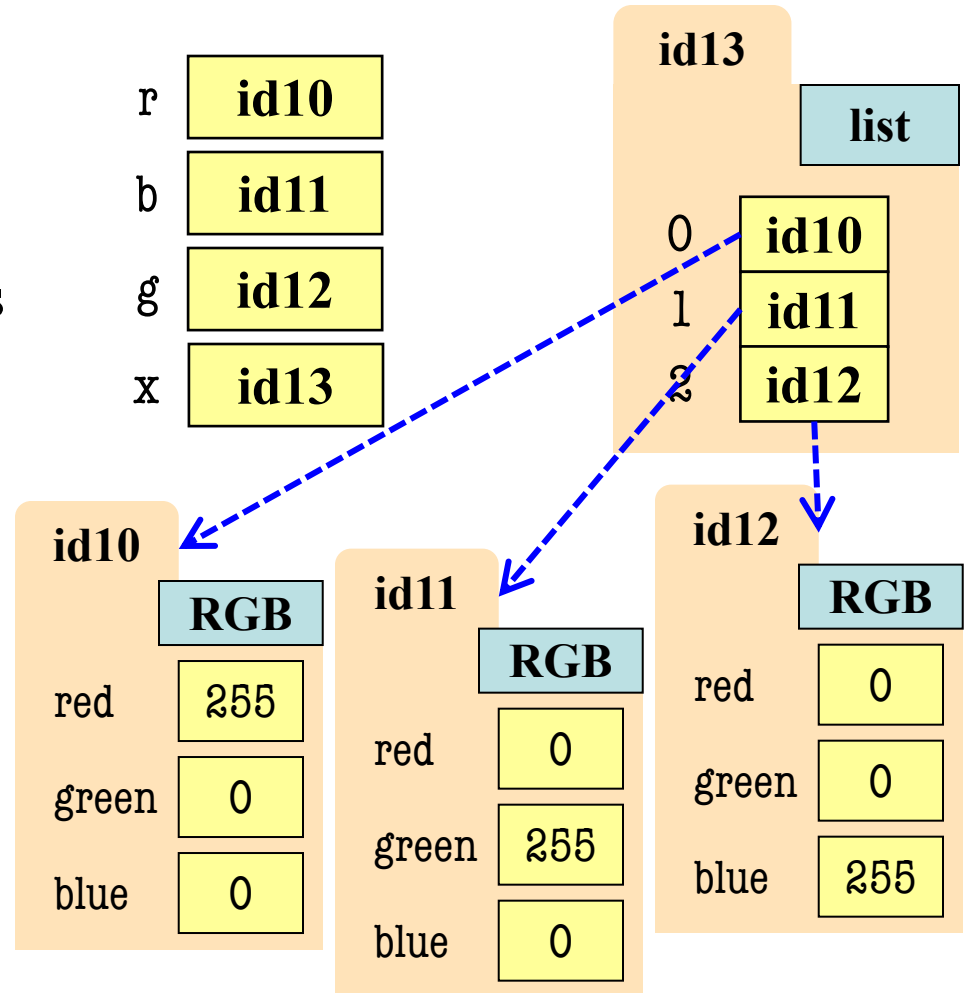 r id10
b id11
s
g id12
x id13
id13
list
0 id10
1 id11
2 id12
id10
RGB
red 255
green 0
blue 0
id11
RGB
red 0
green 255
blue 0
id12
RGB
red 0
green 0
blue 255